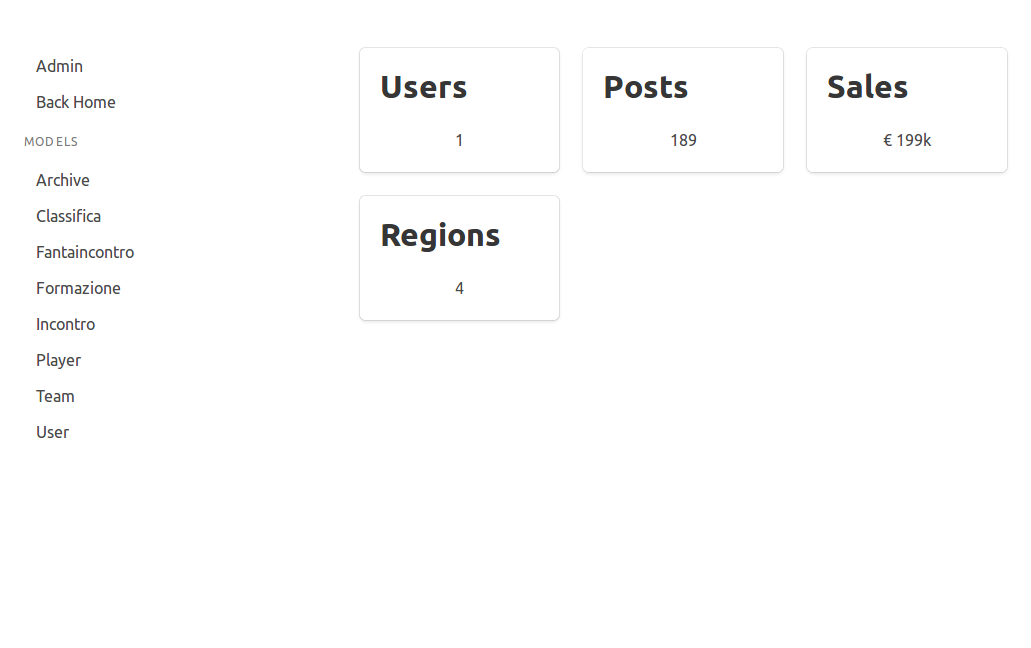 Admin
Back Home
MODELS
Archive
Classifica
Fantaincontro
Formazione
Incontro
Player
Team
User
Users
1
Posts
189
Sales
€ 199k
Regions
4